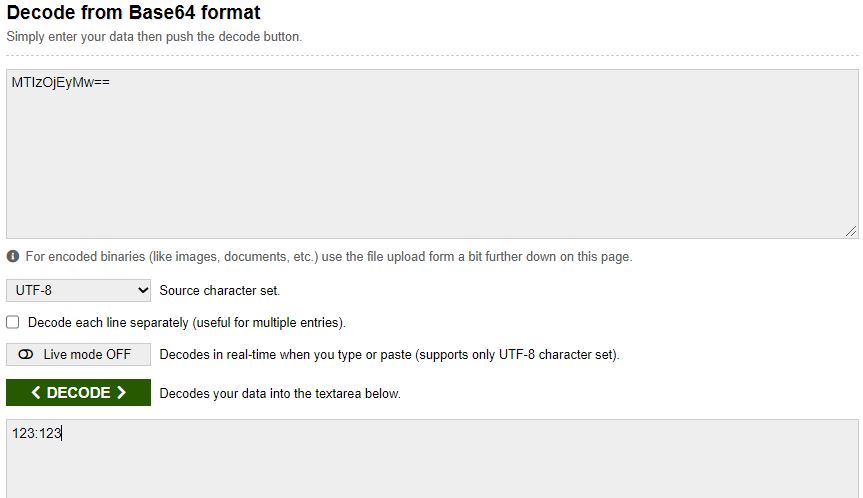 Decode from Base64 format
Simply enter your data then push the decode button.
MTIzOjEyMw==
For encoded binaries (like images, documents, etc.) use the file upload form a bit further down on this page.
UTF-8 Source character set.
Decode each line separately (useful for multiple entries).
Live mode OFF Decodes in real-time when you type or paste (supports only UTF-8 character set).
< DECODE > Decodes your data into the textarea below.
123:123